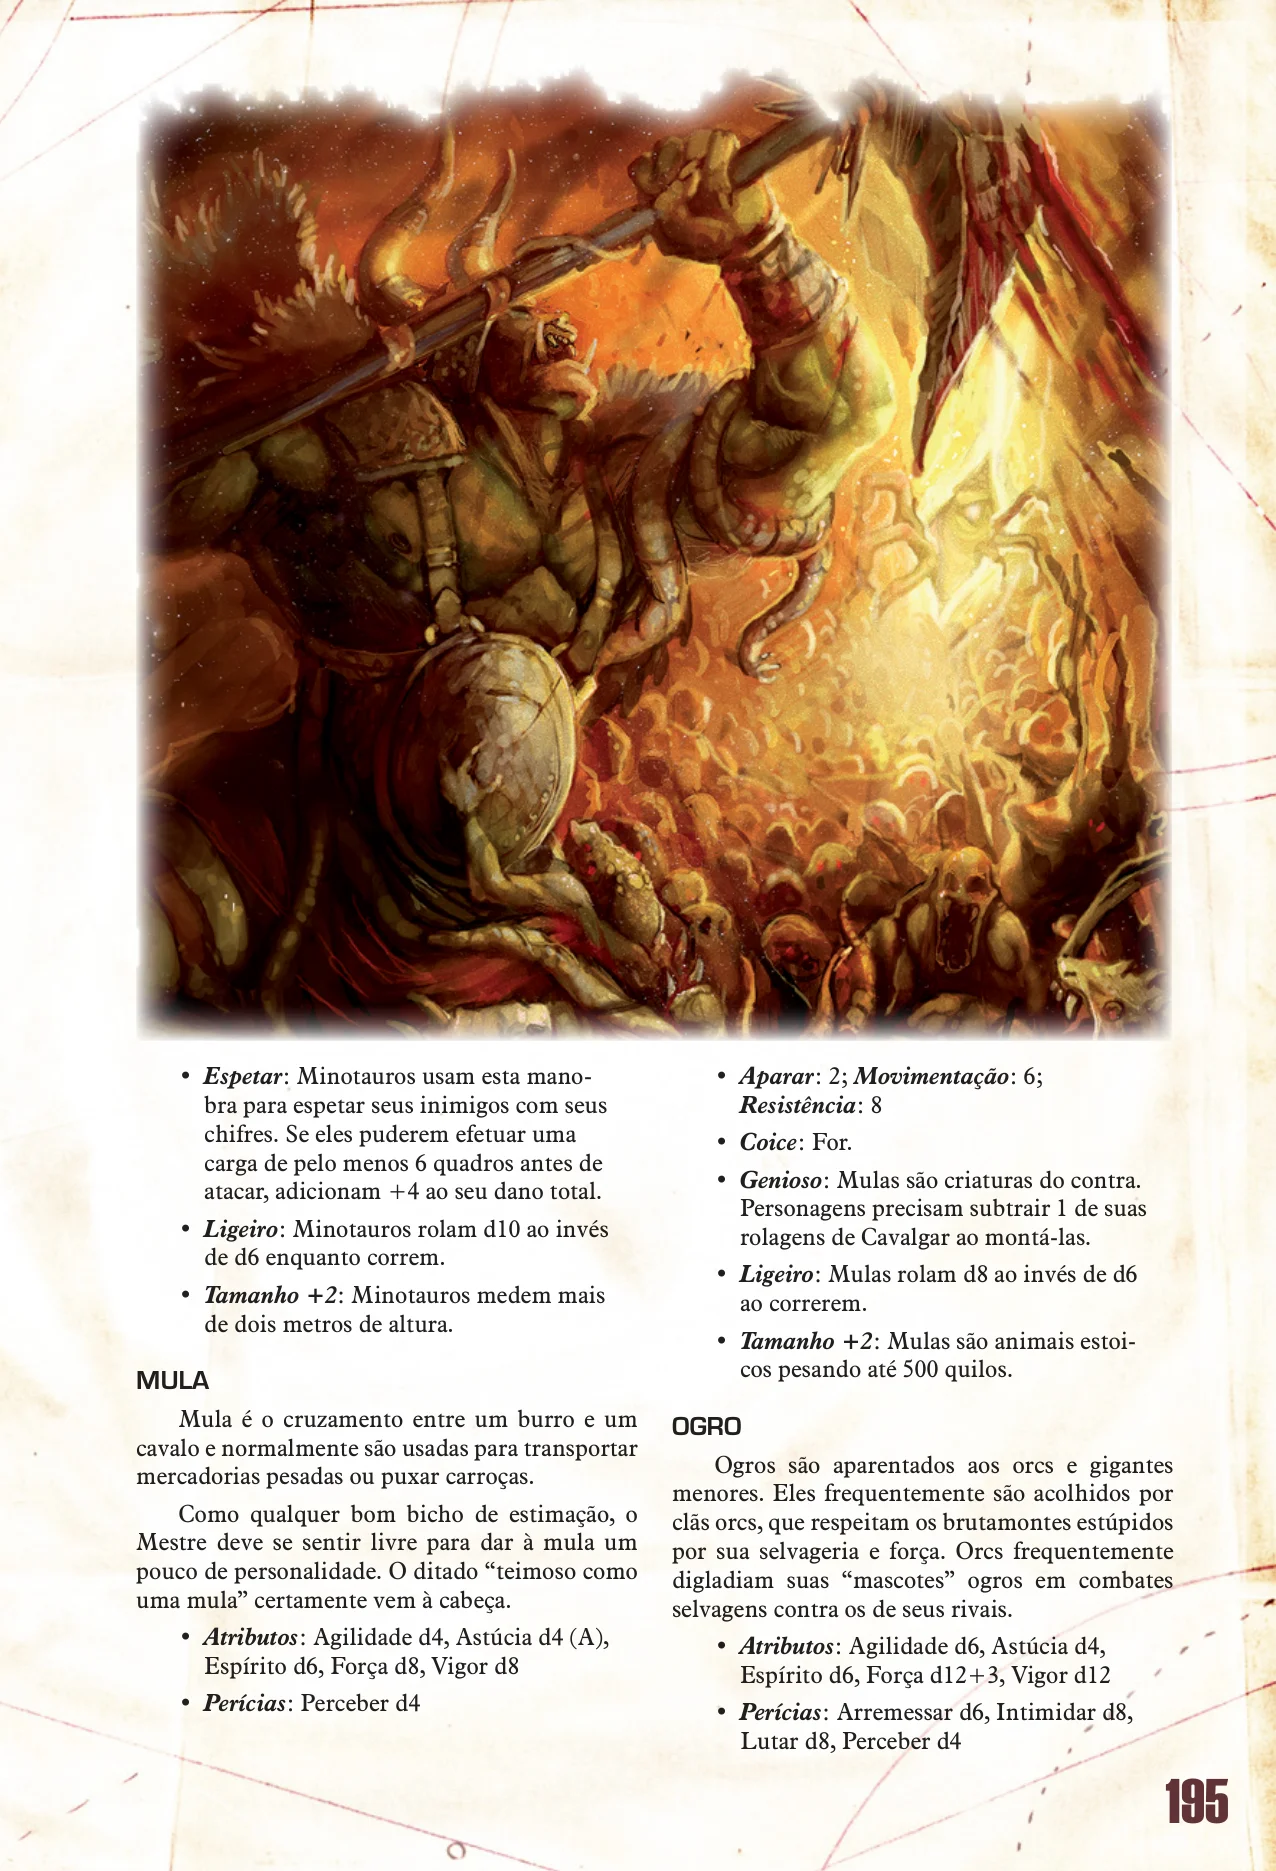 • Espetar: Minotauros usam esta mano-
bra para espetar seus inimigos com seus
chifres. Se eles puderem efetuar uma
carga de pelo menos 6 quadros antes de
atacar, adicionam +4 ao seu dano total.
• Ligeiro: Minotauros rolam d10 ao invés
de d6 enquanto correm.
• Tamanho +2: Minotauros medem mais
de dois metros de altura.
MULA
Mula é o cruzamento entre um burro e um
cavalo e normalmente são usadas para transportar
mercadorias pesadas ou puxar carroças.
Como qualquer bom bicho de estimação, o
Mestre deve se sentir livre para dar à mula um
pouco de personalidade. O ditado “teimoso como
uma mula” certamente vem à cabeça.
• Atributos: Agilidade d4, Astúcia d4 (A),
Espírito d6, Força d8, Vigor d8
• Perícias: Perceber d4
• Aparar: 2; Movimentação: 6;
Resistência: 8
• Coice: For.
• Genioso: Mulas são criaturas do contra.
Personagens precisam subtrair 1 de suas
rolagens de Cavalgar ao montá-las.
• Ligeiro: Mulas rolam d8 ao invés de d6
ao correrem.
• Tamanho +2: Mulas são animais estoi-
cos pesando até 500 quilos.
OGRO
Ogros são aparentados aos orcs e gigantes
menores. Eles frequentemente são acolhidos por
clãs orcs, que respeitam os brutamontes estúpidos
por sua selvageria e força. Orcs frequentemente
digladiam suas “mascotes” ogros em combates
selvagens contra os de seus rivais.
• Atributos: Agilidade d6, Astúcia d4,
Espírito d6, Força d12+3, Vigor d12
• Perícias: Arremessar d6, Intimidar d8,
Lutar d8, Perceber d4
195